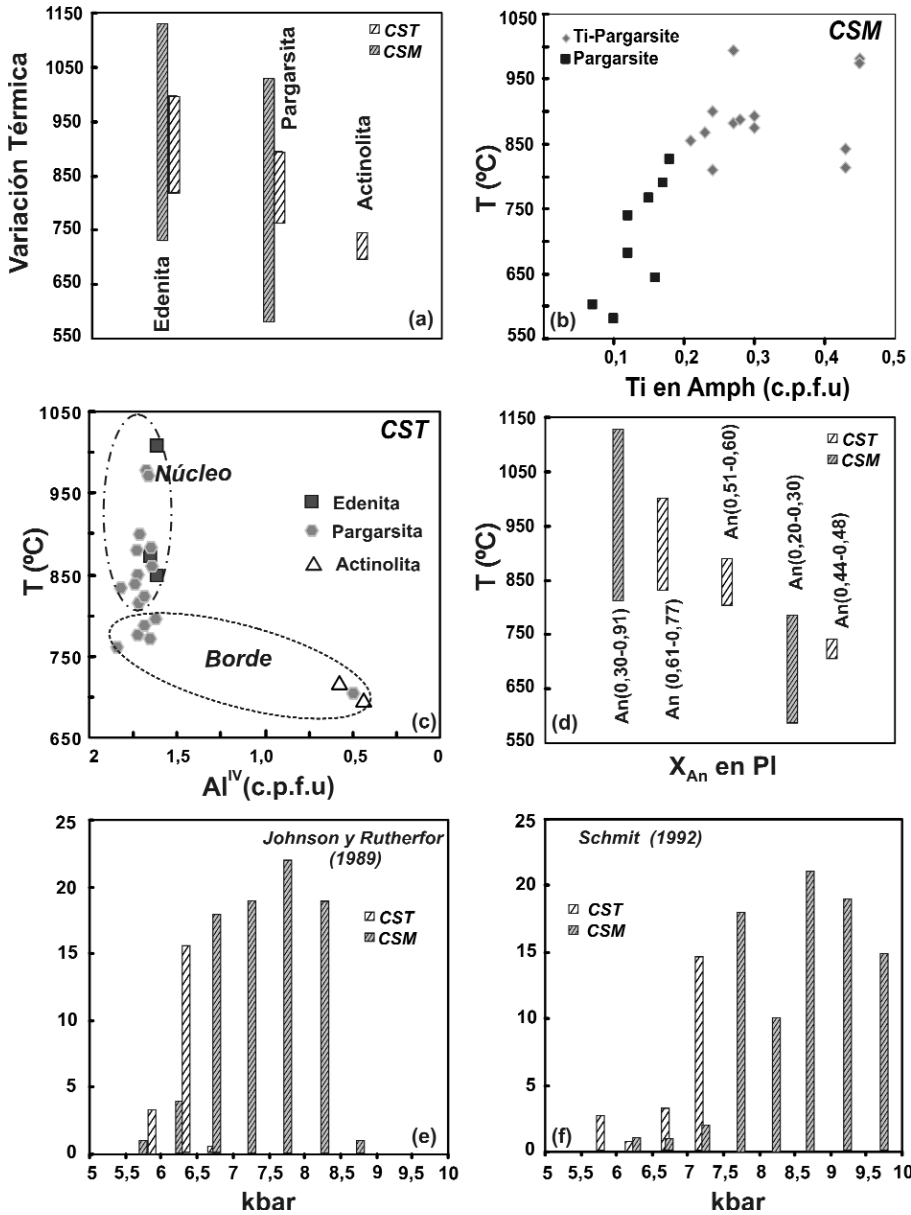 1150
1050
950
850
750
650
550
Variación Térmica
CST
CSM
Edenita
Pargarsita
Actinolita
(a)
1050
950
850
750
650
550
T (ºC)
CSM
Ti-Pargarsite
Pargarsite
(b)
0,1 0,2 0,3 0,4 0,5
Ti en Amph (c.p.f.u)
1050
950
850
750
650
T (ºC)
CST
Núcleo
Edenita
Pargarsita
Actinolita
Borde
(c)
2 1,5 1,0 0,5 0
Al^IV (c.p.f.u)
1150
1050
950
850
750
650
550
T (ºC)
CST
CSM
An(0,30-0,91)
An (0,61-0,77)
An(0,51-0,60)
An(0,20-0,30)
An(0,44-0,48)
(d)
X_An en Pl
25
20
15
10
5
0
Johnson y Rutherfor
(1989)
CST
CSM
(e)
5 5,5 6 6,5 7 7,5 8 8,5 9 9,5 10
kbar
25
20
15
10
5
0
Schmit (1992)
CST
CSM
(f)
5 5,5 6 6,5 7 7,5 8 8,5 9 9,5 10
kbar